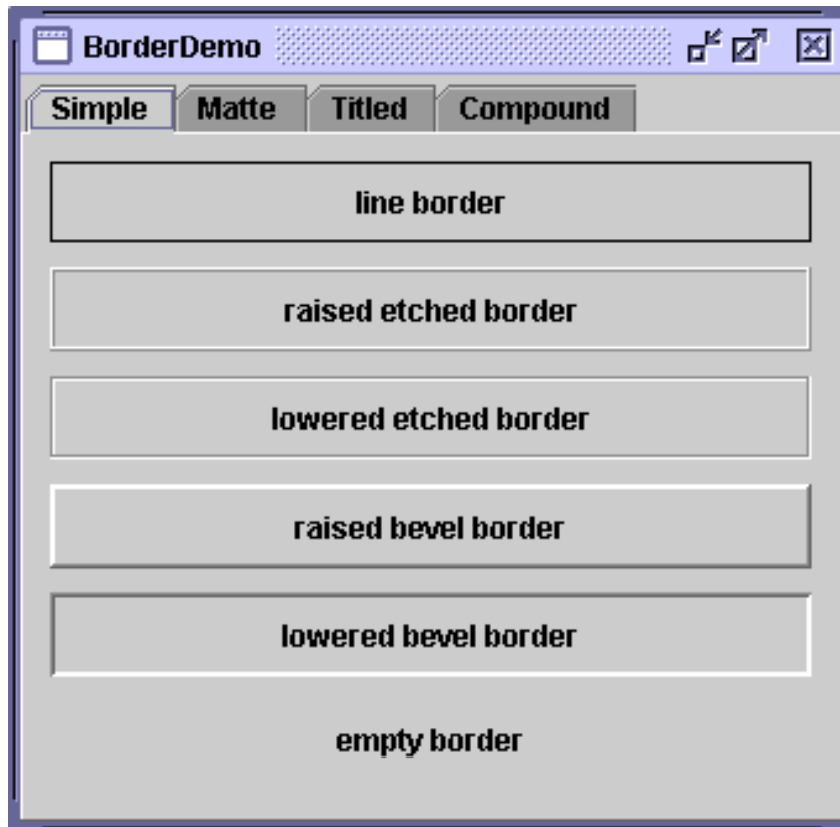 BorderDemo
Simple Matte Titled Compound
line border
raised etched border
lowered etched border
raised bevel border
lowered bevel border
empty border